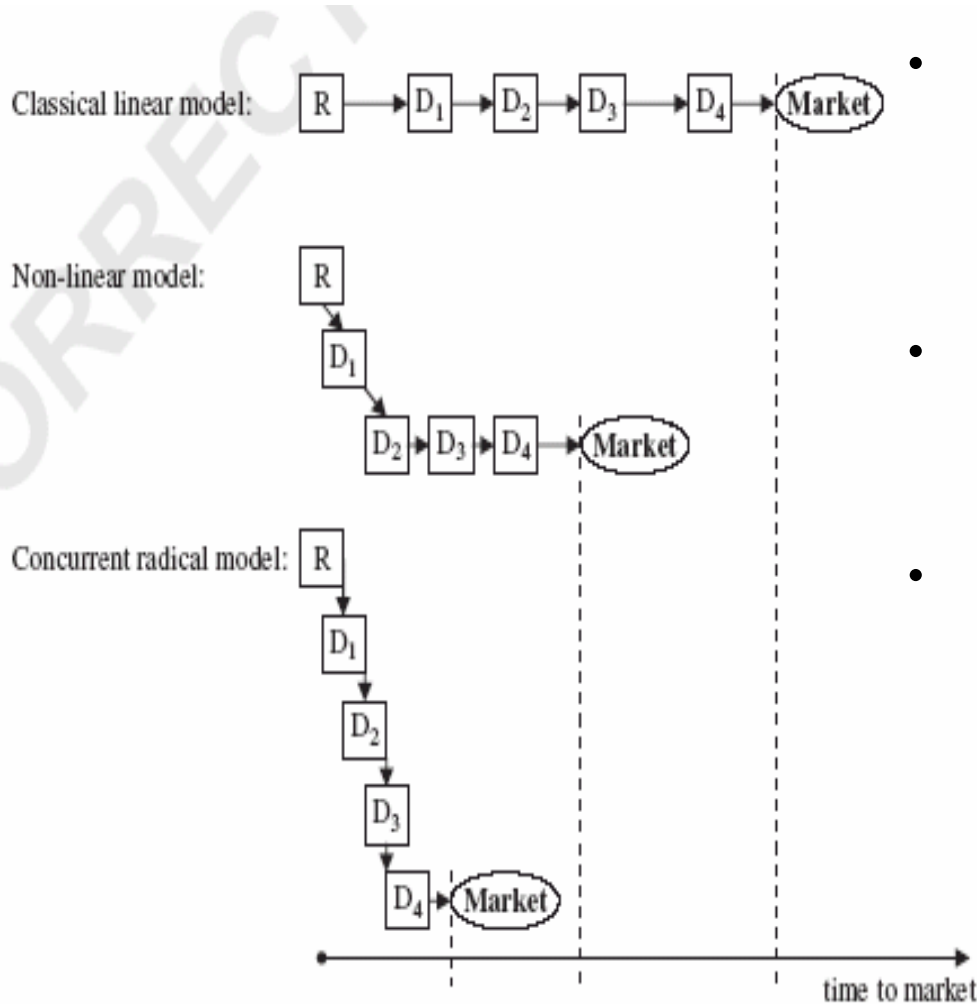 ORRECT
Classical linear model: R D₁ D₂ D₃ D₄ Market
Non-linear model: R
D₁
D₂ D₃ D₄ Market
Concurrent radical model: R
D₁
D₂
D₃
D₄ Market
time to market